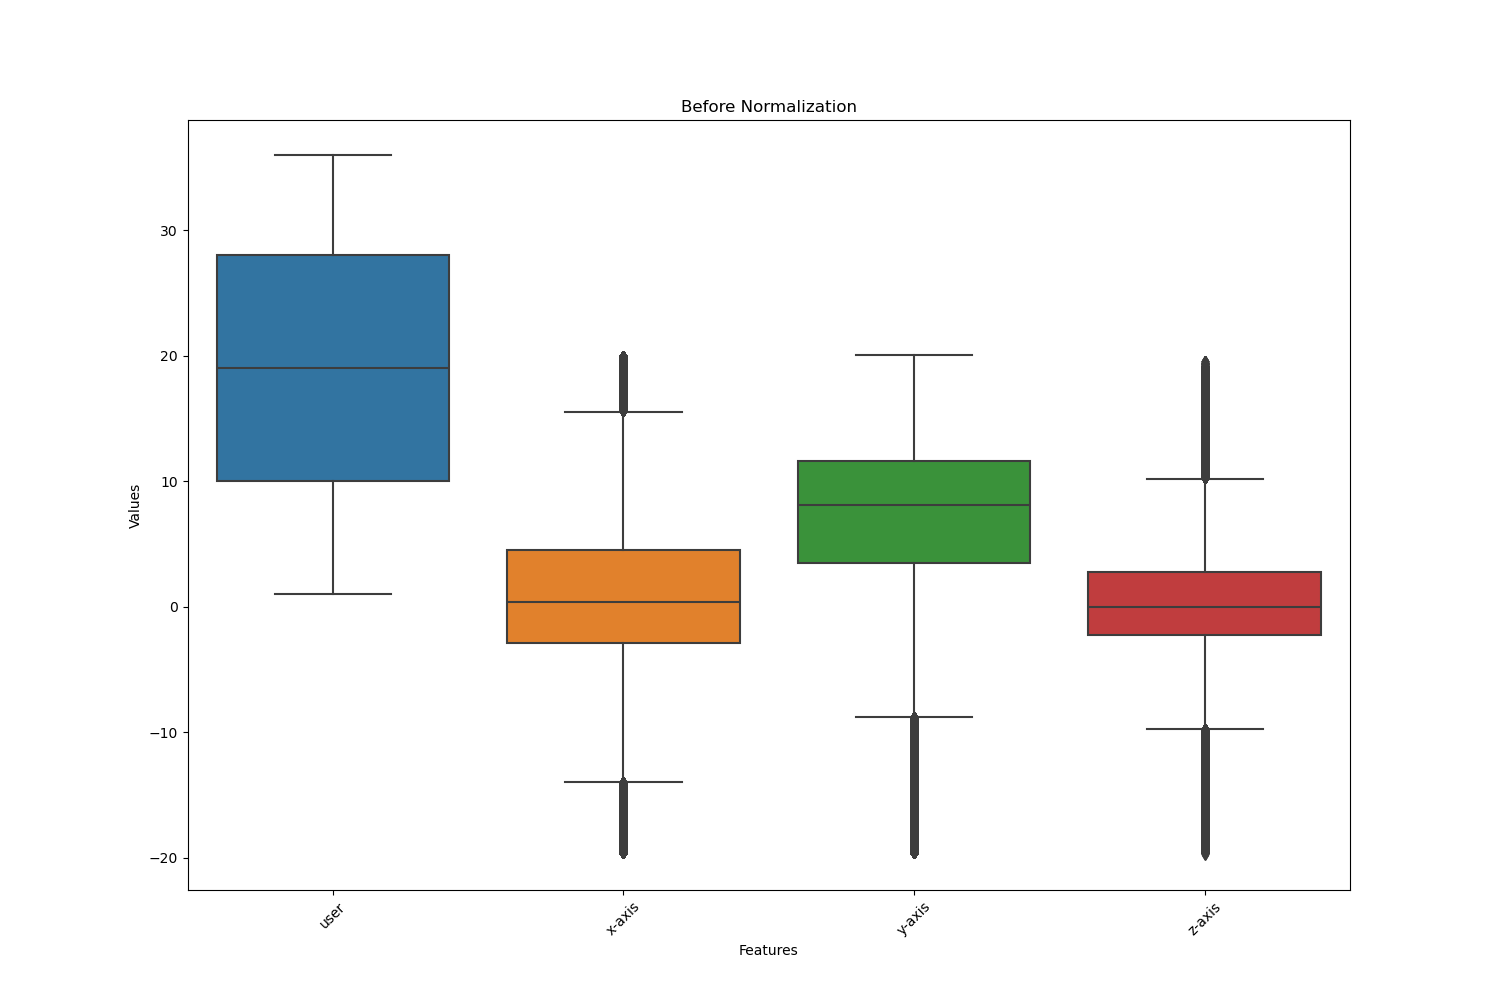 Before Normalization
Values
30
20
10
0
−10
−20
user
x-axis
y-axis
z-axis
Features